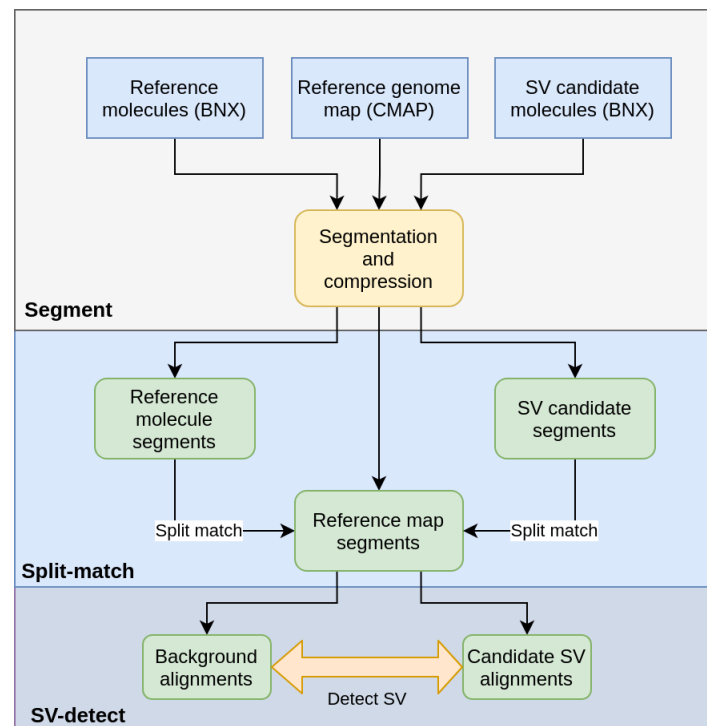 Reference
molecules (BNX)
Reference genome
map (CMAP)
SV candidate
molecules (BNX)
Segmentation
and
compression
Segment
Reference
molecule
segments
SV candidate
segments
Split match
Reference map
segments
Split match
Split-match
Background
alignments
Candidate SV
alignments
Detect SV
SV-detect